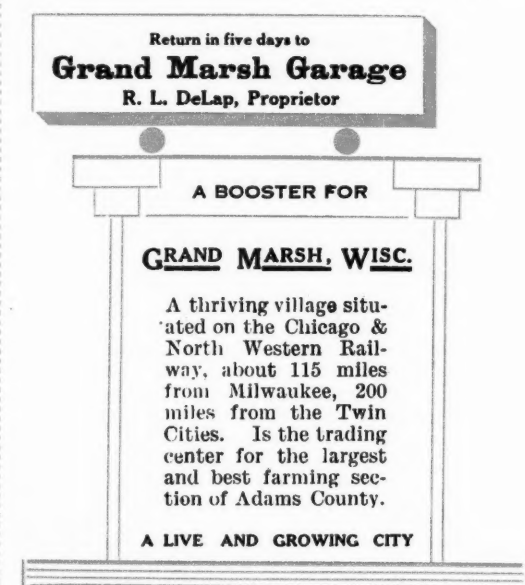 Return in five days to
Grand Marsh Garage
R. L. DeLap, Proprietor
A BOOSTER FOR
GRAND MARSH, WISC.
A thriving village situ-
ated on the Chicago &
North Western Rail-
way, about 115 miles
from Milwaukee, 200
miles from the Twin
Cities. Is the trading
center for the largest
and best farming sec-
tion of Adams County.
A LIVE AND GROWING CITY